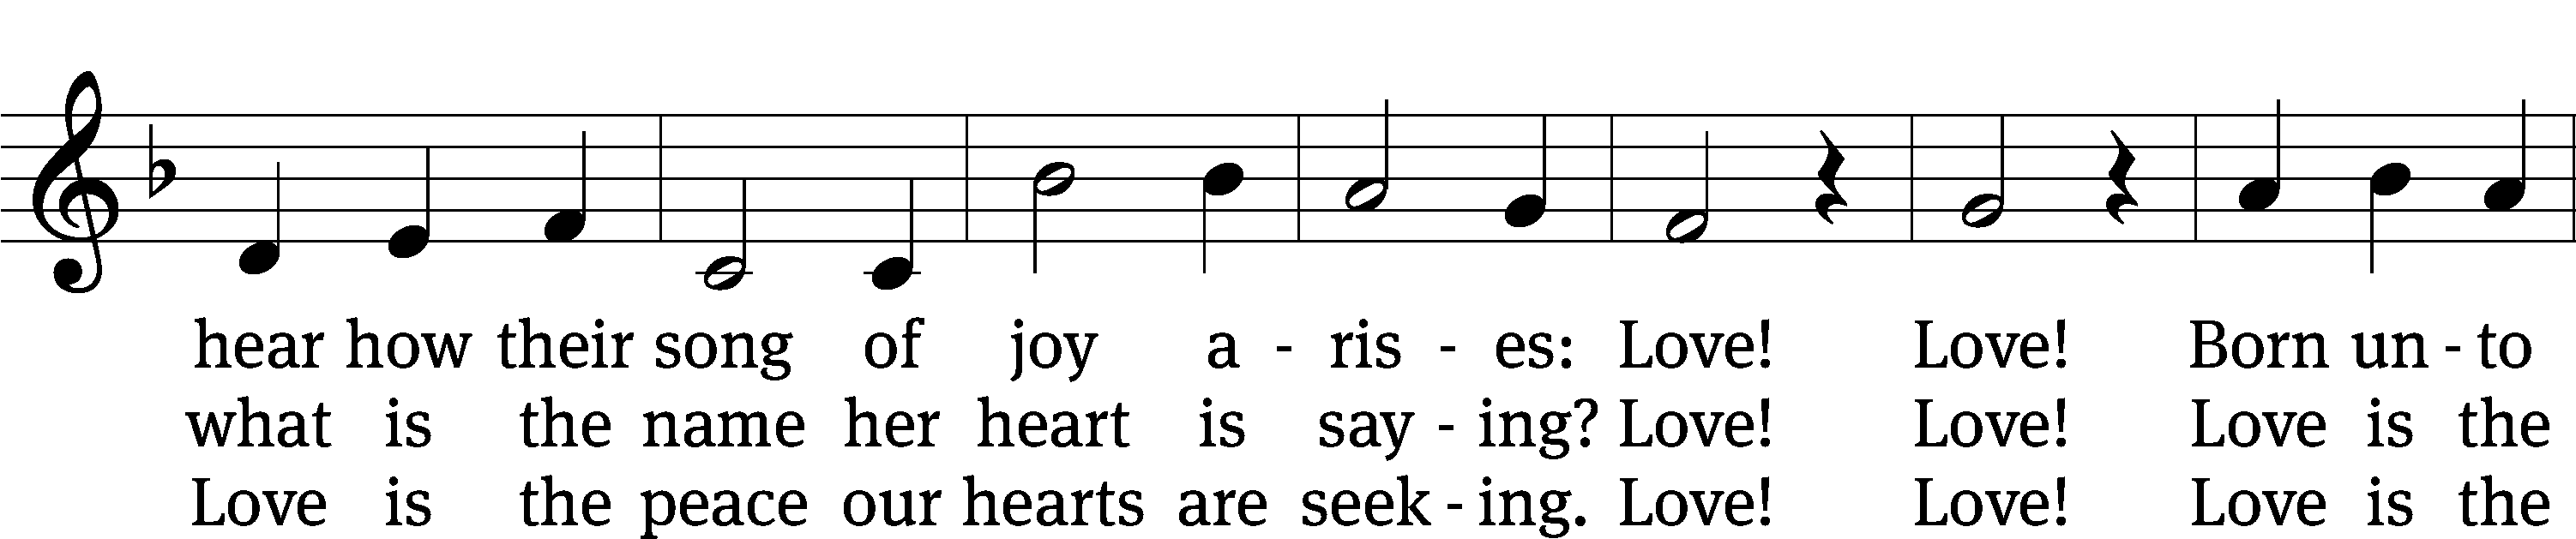 hear how their song of joy a - ris - es: Love! Love! Born un - to
what is the name her heart is say - ing? Love! Love! Love is the
Love is the peace our hearts are seek - ing. Love! Love! Love is the